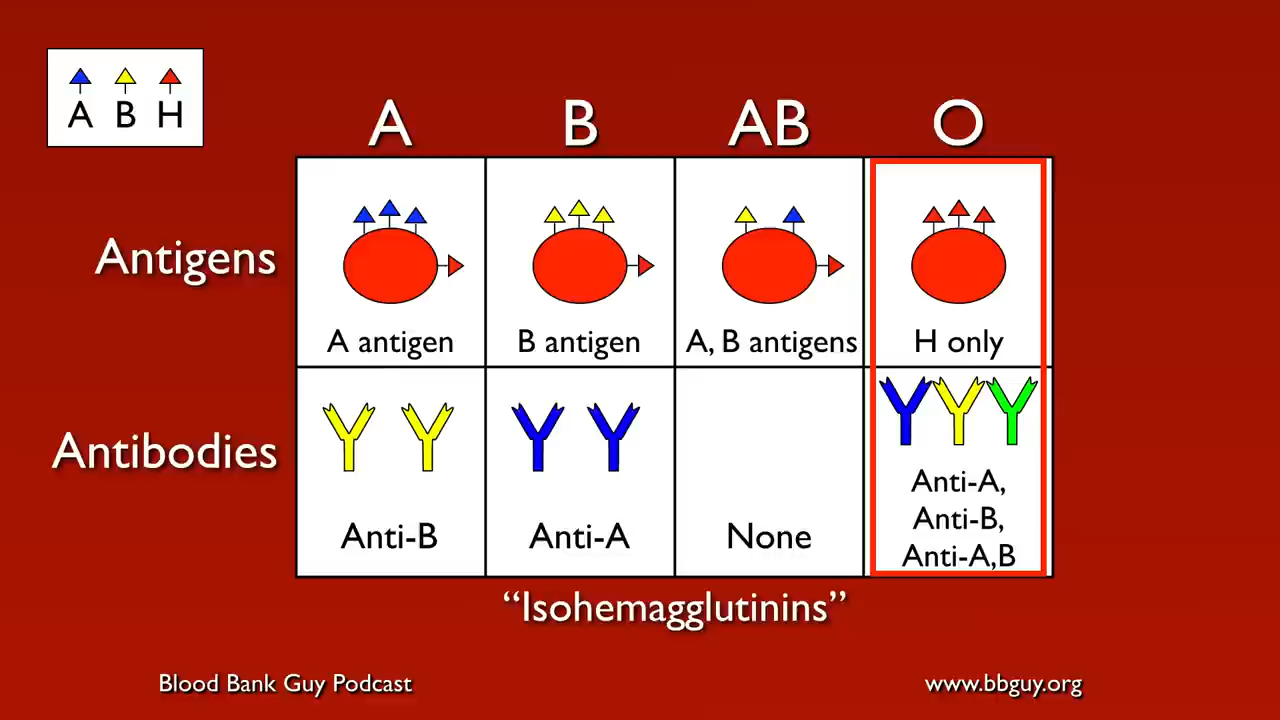 A B H
A B AB O
Antigens
A antigen
B antigen
A, B antigens
H only
Antibodies
Anti-B
Anti-A
None
Anti-A,
Anti-B,
Anti-A,B
“Isohemagglutinins”
Blood Bank Guy Podcast
www.bbguy.org